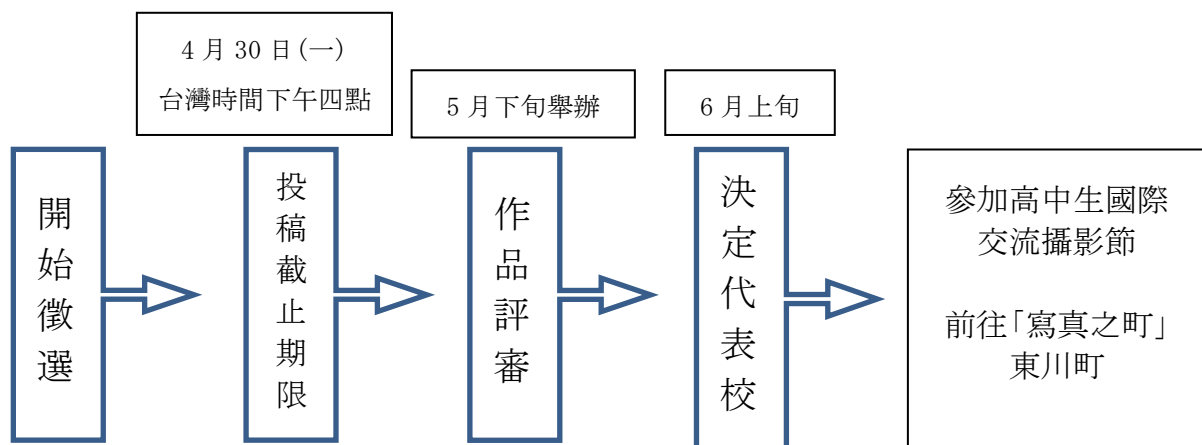 4 月 30 日(一)
台灣時間下午四點
5 月下旬舉辦
6 月上旬
開始徵選
投稿截止期限
作品評審
決定代表校
參加高中生國際
交流攝影節
前往「寫真之町」
東川町